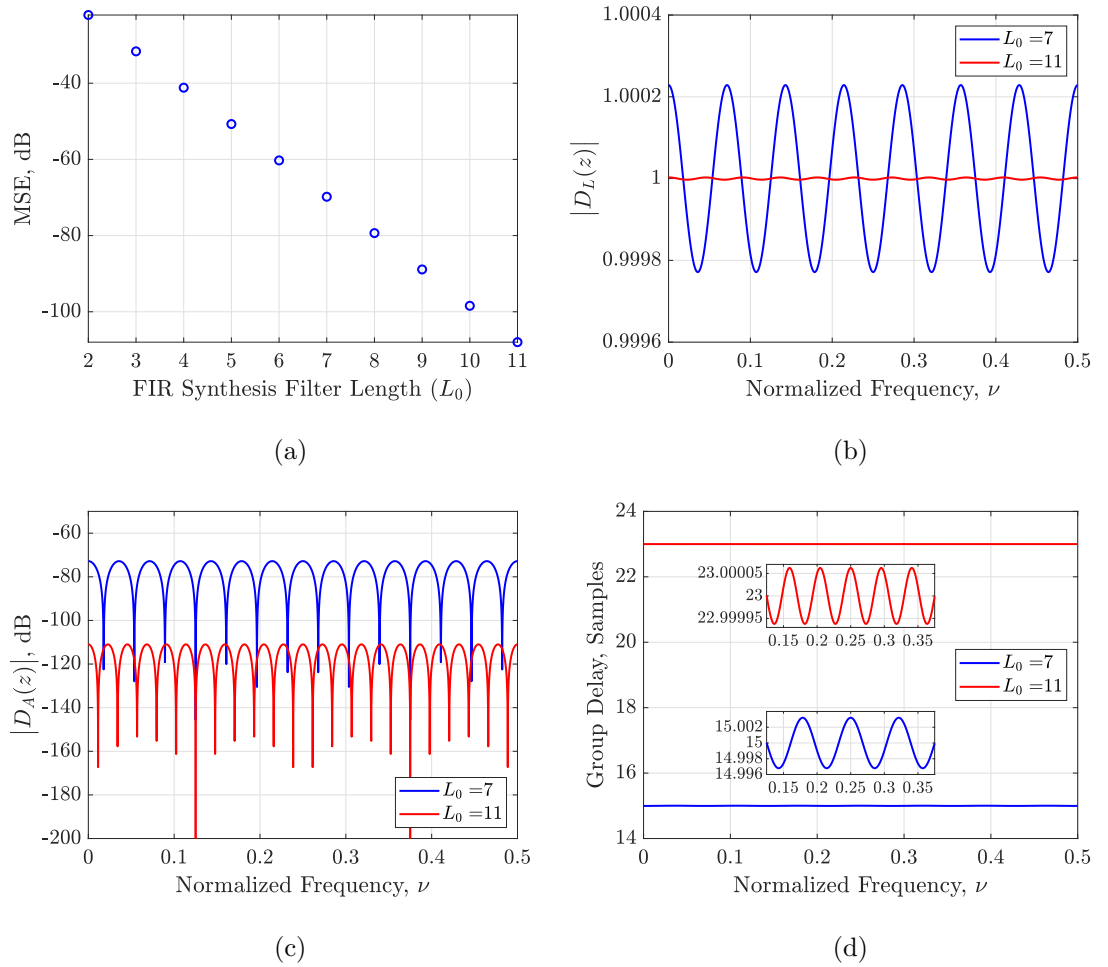 -40
-60
-80
-100
MSE, dB
2 3 4 5 6 7 8 9 10 11
FIR Synthesis Filter Length (L₀)
(a)
1.0004
1.0002
1
0.9998
0.9996
|D_L(z)|
L₀ =7
L₀ =11
0 0.1 0.2 0.3 0.4 0.5
Normalized Frequency, ν
(b)
-60
-80
-100
-120
-140
-160
-180
-200
|D_A(z)|, dB
L₀ =7
L₀ =11
0 0.1 0.2 0.3 0.4 0.5
Normalized Frequency, ν
(c)
24
22
20
18
16
14
Group Delay, Samples
23.00005
23
22.99995
0.15 0.2 0.25 0.3 0.35
L₀ =7
L₀ =11
15.002
15
14.998
14.996
0.15 0.2 0.25 0.3 0.35
0 0.1 0.2 0.3 0.4 0.5
Normalized Frequency, ν
(d)